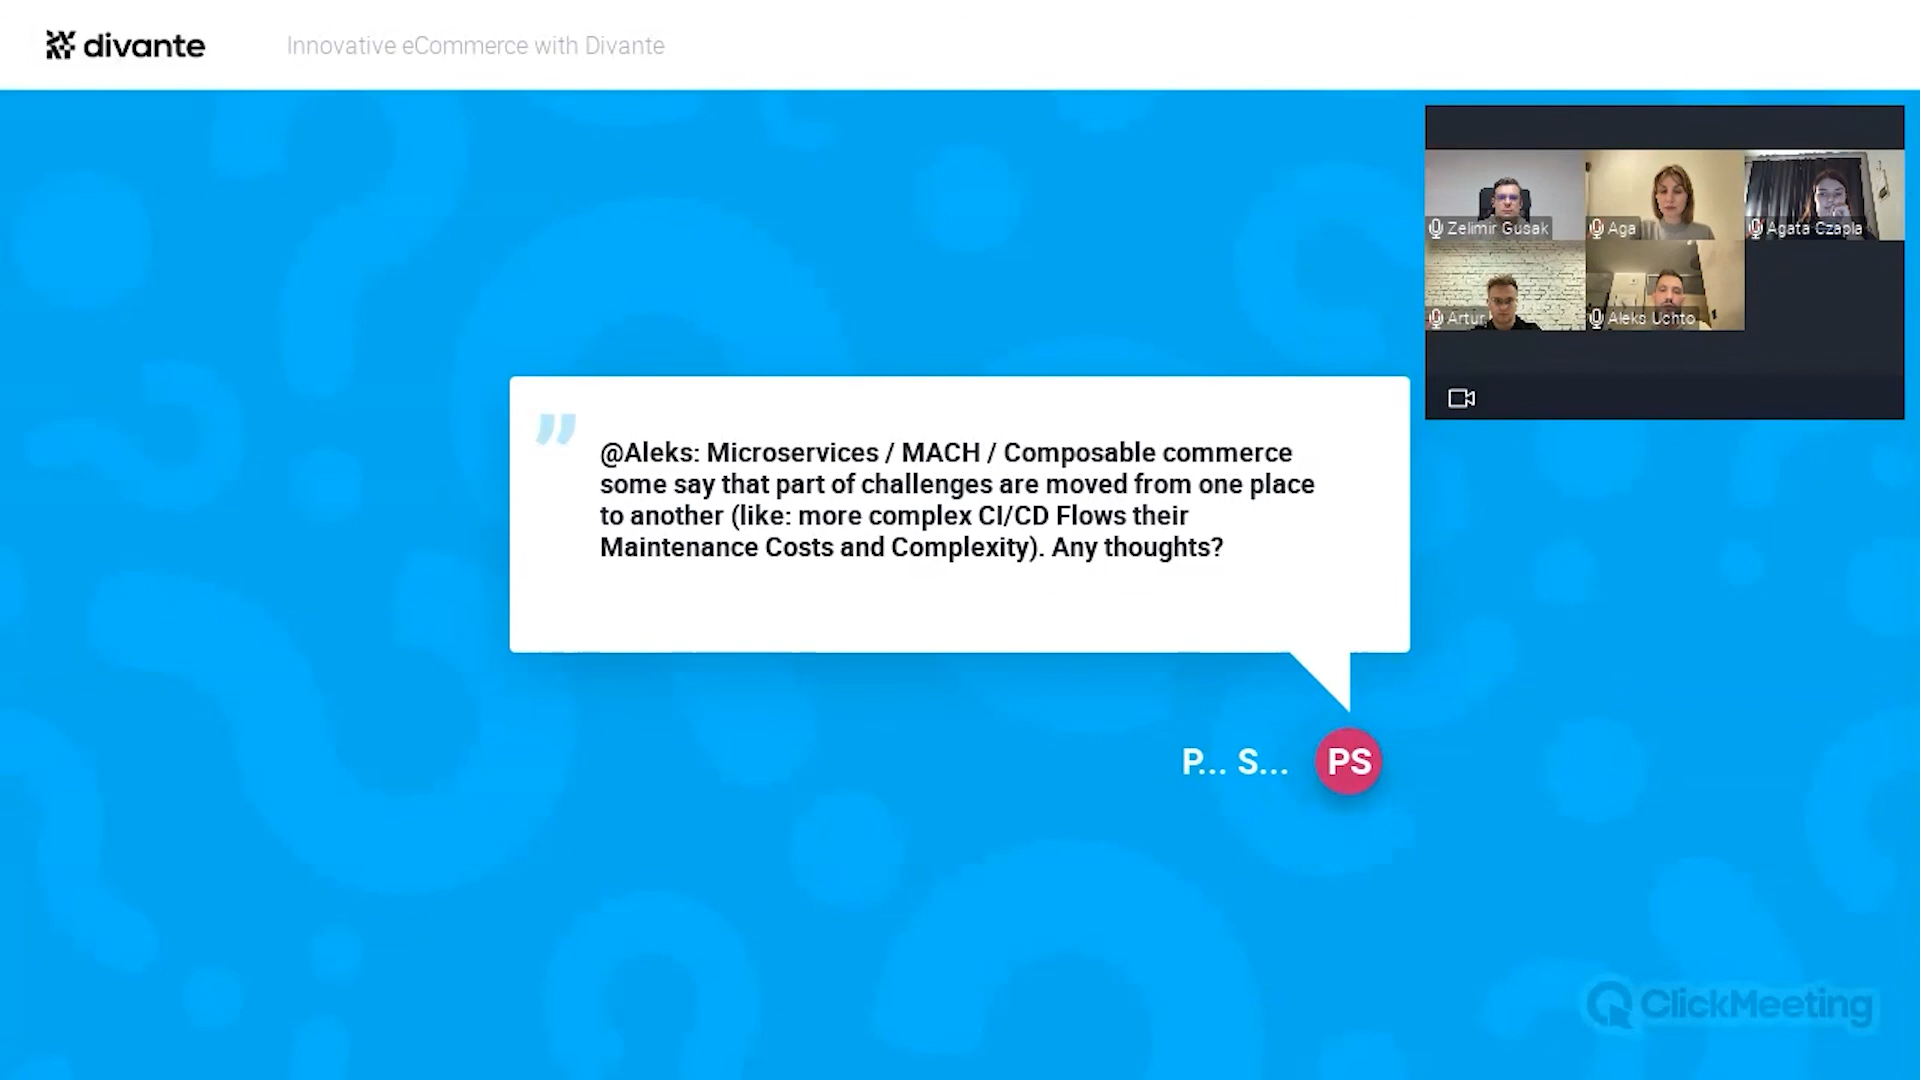 divante
Innovative eCommerce with Divante
Zelimir Gusak
Aga
Agata Czapla
Artur
Aleks Uchto
@Aleks: Microservices / MACH / Composable commerce
some say that part of challenges are moved from one place
to another (like: more complex CI/CD Flows their
Maintenance Costs and Complexity). Any thoughts?
P... S...
PS
ClickMeeting